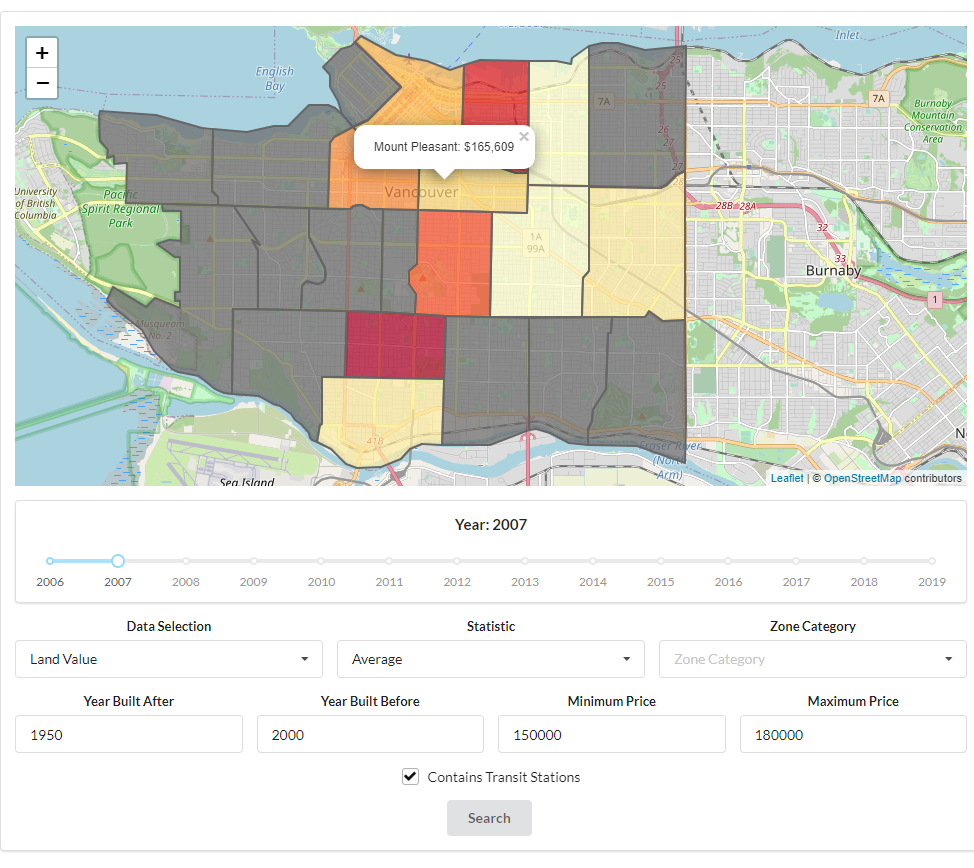 +
−
English
Bay
Inlet
25
7A
7A
25
Burnaby
Mountain
Conservation
Area
26
27
Mount Pleasant: $165,609
×
27
28
University
of British
Columbia
Pacific
Spirit Regional
Park
Vancouver
28B
28A
32
1A
99A
33
Burnaby
1
Musqueam
No. 2
41B
Fraser River
(North
Arm)
Sea Island
Leaflet | © OpenStreetMap contributors
Year: 2007
2006 2007 2008 2009 2010 2011 2012 2013 2014 2015 2016 2017 2018 2019
Data Selection Statistic Zone Category
Land Value Average Zone Category
Year Built After Year Built Before Minimum Price Maximum Price
1950 2000 150000 180000
Contains Transit Stations
Search